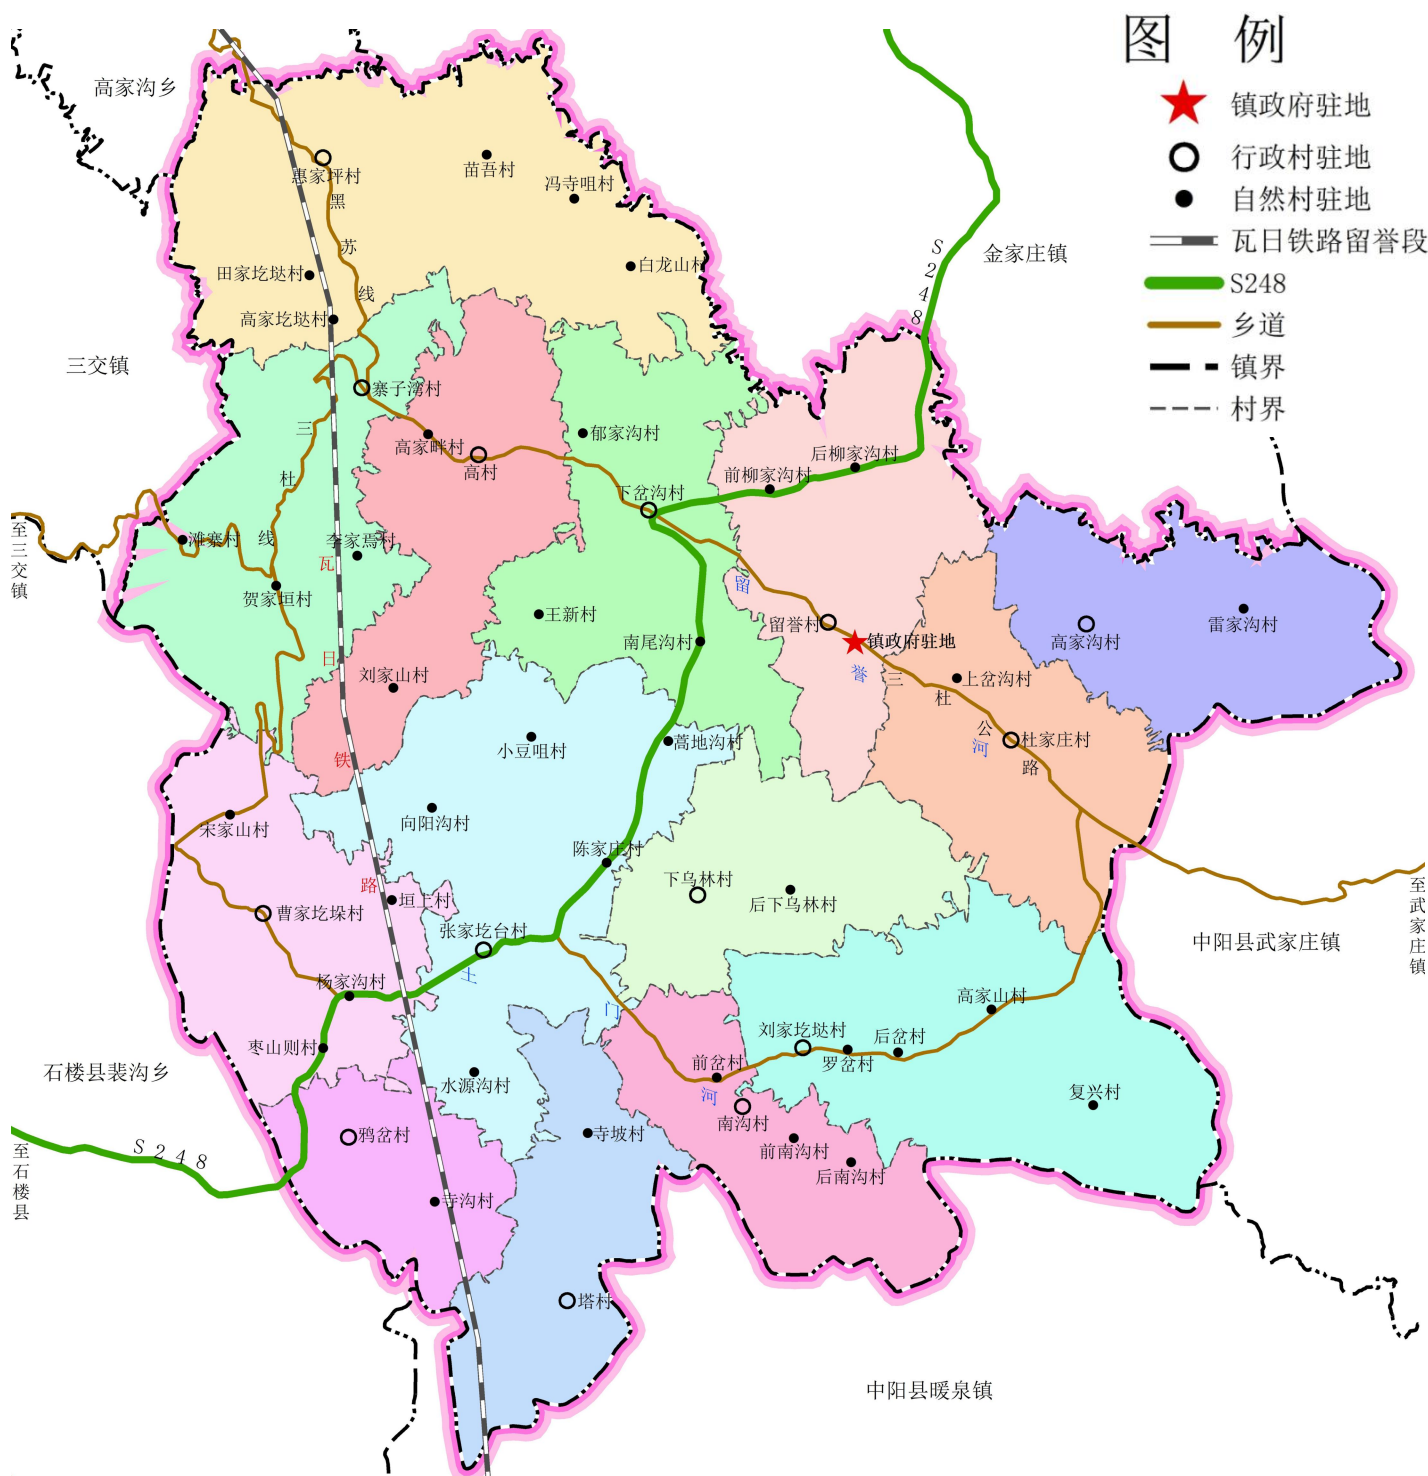 图 例
镇政府驻地
行政村驻地
自然村驻地
瓦日铁路留誉段
S248
乡道
镇界
村界
高家沟乡
惠家坪村
苗吾村
冯寺咀村
黑
苏
线
S248
金家庄镇
田家圪垯村
白龙山村
高家圪垯村
三交镇
寨子湾村
三
杜
线
高家畔村
高村
郁家沟村
后柳家沟村
前柳家沟村
下岔沟村
至三交镇
滩寨村
李家焉村
瓦
日
铁
路
贺家垣村
王新村
留
誉
河
留誉村
镇政府驻地
高家沟村
雷家沟村
南尾沟村
刘家山村
三
杜
公
路
上岔沟村
杜家庄村
小豆咀村
蒿地沟村
向阳沟村
宋家山村
陈家庄村
下乌林村
后下乌林村
至武家庄镇
垣上村
曹家圪垛村
张家圪台村
中阳县武家庄镇
土
门
河
杨家沟村
高家山村
刘家圪垯村
后岔村
罗岔村
枣山则村
石楼县裴沟乡
水源沟村
前岔村
复兴村
南沟村
至石楼县
S248
鸦岔村
寺坡村
前南沟村
后南沟村
寺沟村
塔村
中阳县暖泉镇